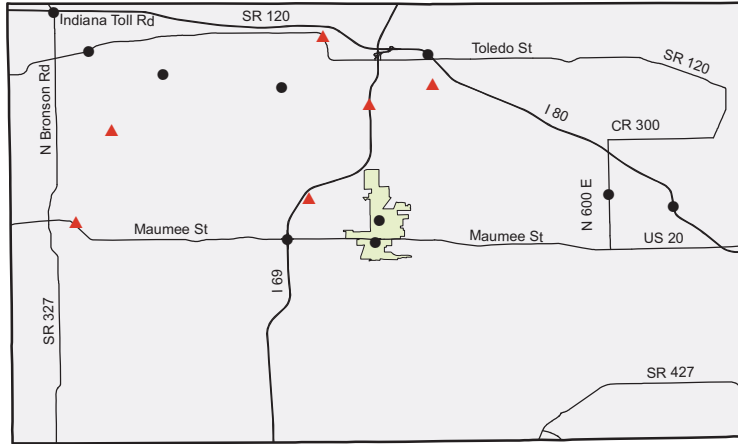 Indiana Toll Rd
SR 120
Toledo St
SR 120
N Bronson Rd
I 80
CR 300
N 600 E
Maumee St
Maumee St
US 20
I 69
SR 327
SR 427